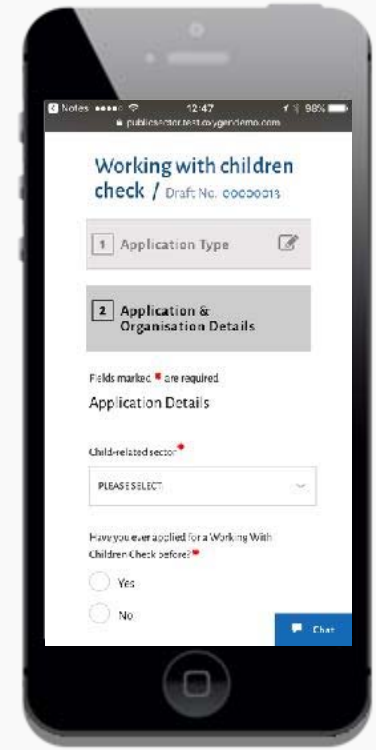 Notes 12:47 98%
publicsector.test.oxygendemo.com
Working with children
check / Draft No. 00000013
1 Application Type
2 Application &
Organisation Details
Fields marked * are required
Application Details
Child-related sector *
PLEASE SELECT
Have you ever applied for a Working With
Children Check before? *
Yes
No
Chat